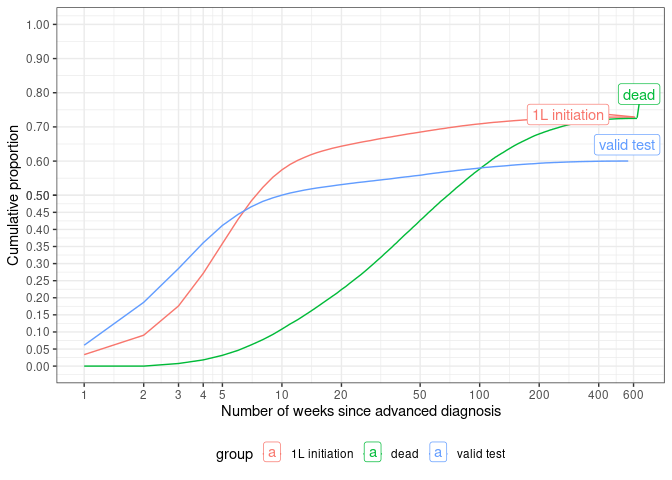 1.00
0.90
0.80
0.70
0.60
0.50
0.45
0.40
0.35
0.30
0.25
0.20
0.15
0.10
0.05
0.00
Cumulative proportion
dead
1L initiation
valid test
1 2 3 4 5 10 20 50 100 200 400 600
Number of weeks since advanced diagnosis
group a 1L initiation a dead a valid test